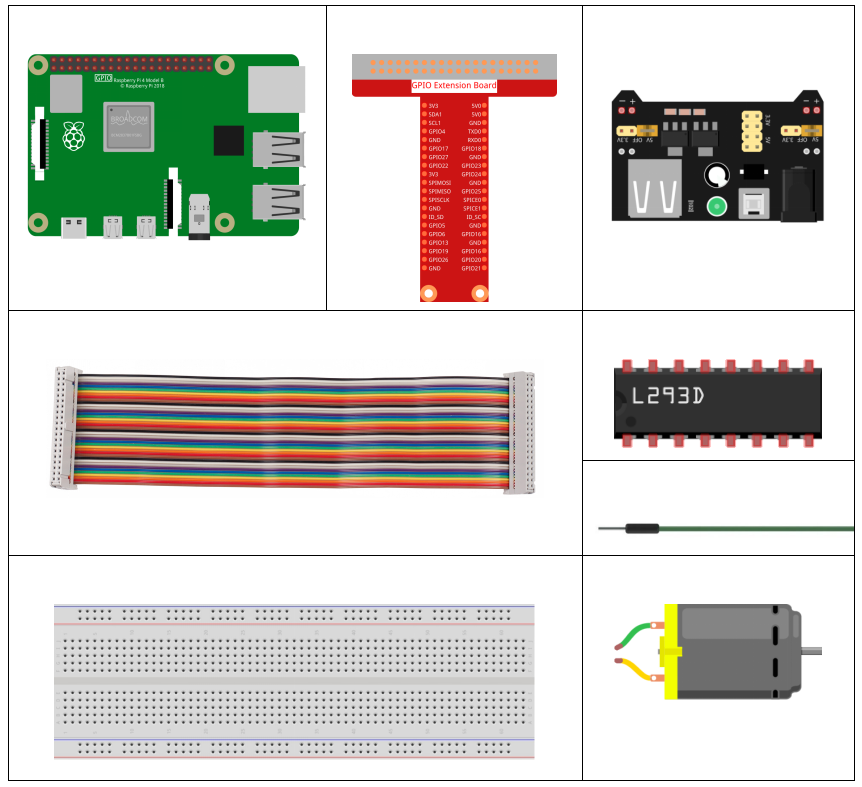 GPIO Raspberry Pi 4 Model B
© Raspberry Pi 2018
BROADCOM
GPIO Extension Board
3V3 5V0
SDA1 5V0
SCL1 GND
GPIO4 TXD0
GND RXD0
GPIO17 GPIO18
GPIO27 GND
GPIO22 GPIO23
3V3 GPIO24
SPIMOSI GND
SPIMISO GPIO25
SPISCLK SPICE0
GND SPICE1
ID_SD ID_SC
GPIO5 GND
GPIO6 GPIO16
GPIO13 GND
GPIO19 GPIO16
GPIO26 GPIO20
GND GPIO21
- +
- +
3.3V OFF 5V
3.3V
5V
3.3V OFF 5V
L293D